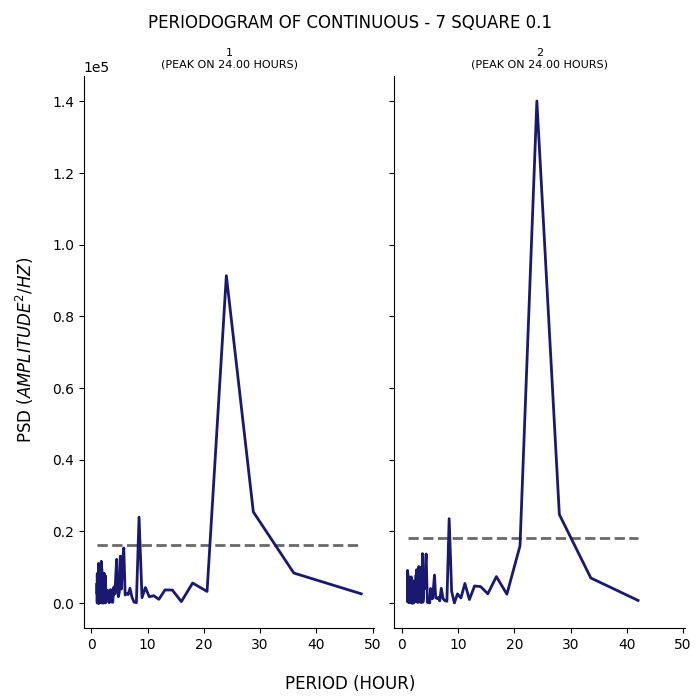 PERIODOGRAM OF CONTINUOUS - 7 SQUARE 0.1
1
(PEAK ON 24.00 HOURS)
2
(PEAK ON 24.00 HOURS)
1e5
1.4
1.2
1.0
0.8
0.6
0.4
0.2
0.0
PSD (AMPLITUDE²/HZ)
0 10 20 30 40 50
0 10 20 30 40 50
PERIOD (HOUR)